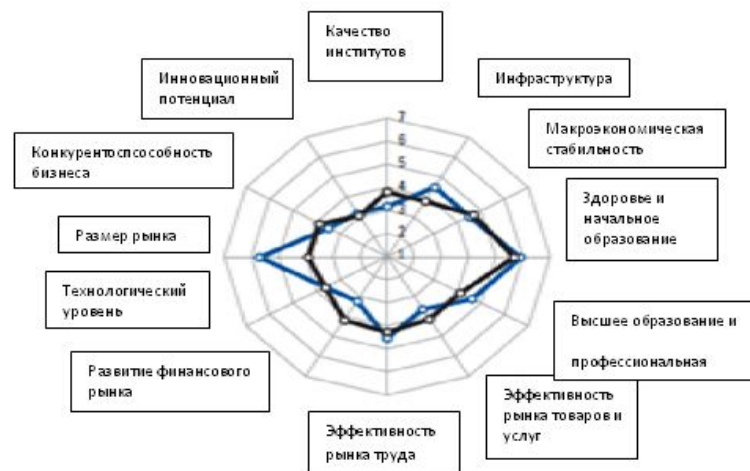 Качество
институтов
Инновационный
потенциал
Инфраструктура
Макроэкономическая
стабильность
Конкурентоспсособность
бизнеса
Здоровье и
начальное
образование
Размер рынка
Технологический
уровень
Высшее образование и
профессиональная
Развитие финансового
рынка
Эффективность
рынка товаров и
услуг
Эффективность
рынка труда
7
6
5
4
3
2
1